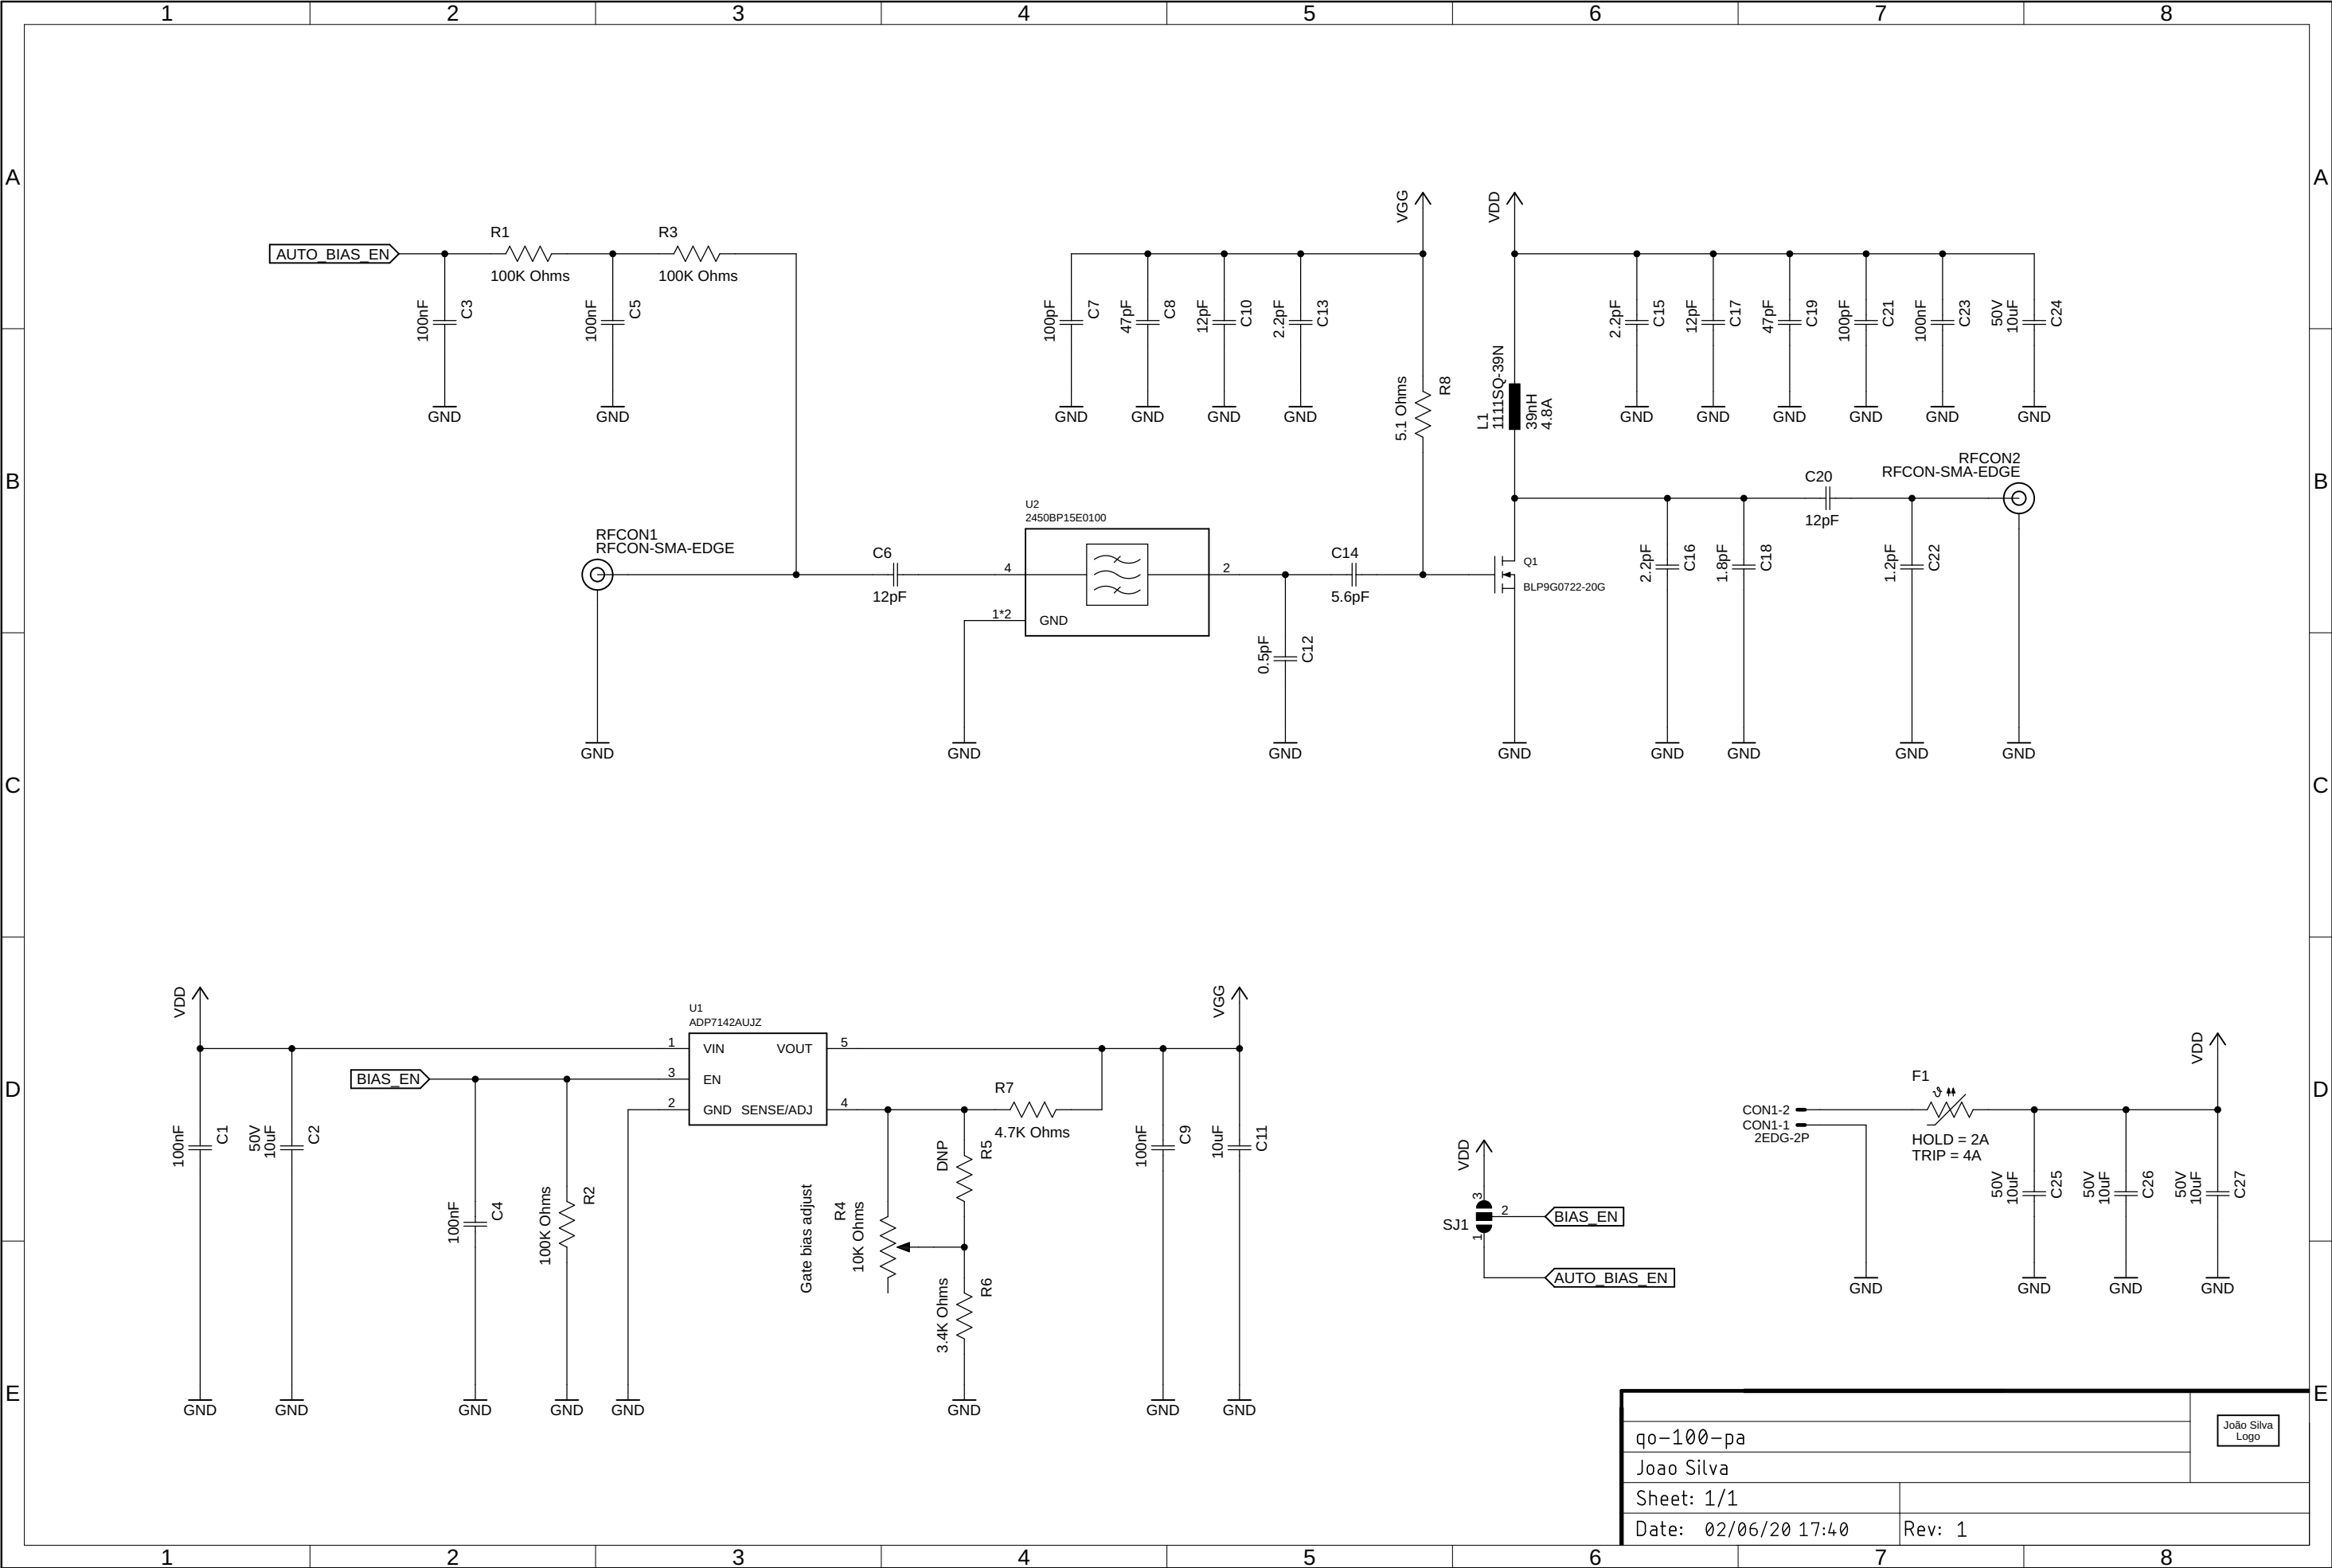 1 2 3 4 5 6 7 8
A A
VGG
VDD
AUTO_BIAS_EN
R1
100K Ohms
R3
100K Ohms
100nF
C3
100nF
C5
GND
GND
100pF
C7
47pF
C8
12pF
C10
2.2pF
C13
GND
GND
GND
GND
5.1 Ohms
R8
L1
1111SQ-39N
39nH
4.8A
2.2pF
C15
12pF
C17
47pF
C19
100pF
C21
100nF
C23
50V
10uF
C24
GND
GND
GND
GND
GND
GND
B B
RFCON2
RFCON-SMA-EDGE
C20
12pF
RFCON1
RFCON-SMA-EDGE
C6
12pF
U2
2450BP15E0100
4
2
1*2
GND
C14
5.6pF
0.5pF
C12
Q1
BLP9G0722-20G
2.2pF
C16
1.8pF
C18
1.2pF
C22
GND
GND
GND
GND
GND
GND
GND
GND
C C
VDD
U1
ADP7142AUJZ
1
VIN
VOUT
5
VGG
BIAS_EN
3
EN
2
GND
SENSE/ADJ
4
R7
4.7K Ohms
100nF
C1
50V
10uF
C2
100nF
C4
100K Ohms
R2
Gate bias adjust
R4
10K Ohms
DNP
R5
3.4K Ohms
R6
100nF
C9
10uF
C11
GND
GND
GND
GND
GND
GND
GND
GND
D D
VDD
3
SJ1
2
BIAS_EN
1
AUTO_BIAS_EN
CON1-2
CON1-1
2EDG-2P
F1
ϑ
HOLD = 2A
TRIP = 4A
VDD
50V
10uF
C25
50V
10uF
C26
50V
10uF
C27
GND
GND
GND
GND
E E
qo-100-pa
João Silva
Logo
Joao Silva
Sheet: 1/1
Date: 02/06/20 17:40
Rev: 1
1 2 3 4 5 6 7 8